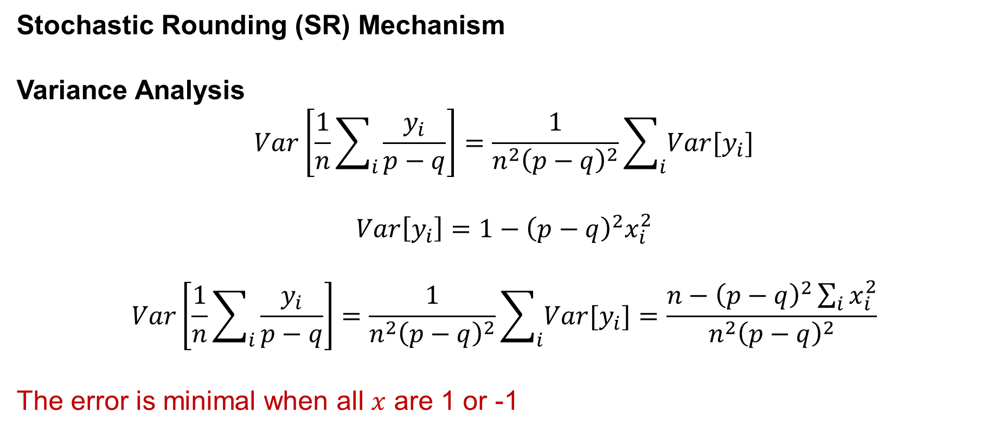 Stochastic Rounding (SR) Mechanism
Variance Analysis
$Var\left[\frac{1}{n}\sum_i \frac{y_i}{p-q}\right] = \frac{1}{n^2(p-q)^2}\sum_i Var[y_i]$
$Var[y_i] = 1 - (p-q)^2 x_i^2$
$Var\left[\frac{1}{n}\sum_i \frac{y_i}{p-q}\right] = \frac{1}{n^2(p-q)^2}\sum_i Var[y_i] = \frac{n-(p-q)^2\sum_i x_i^2}{n^2(p-q)^2}$
The error is minimal when all $x$ are 1 or -1